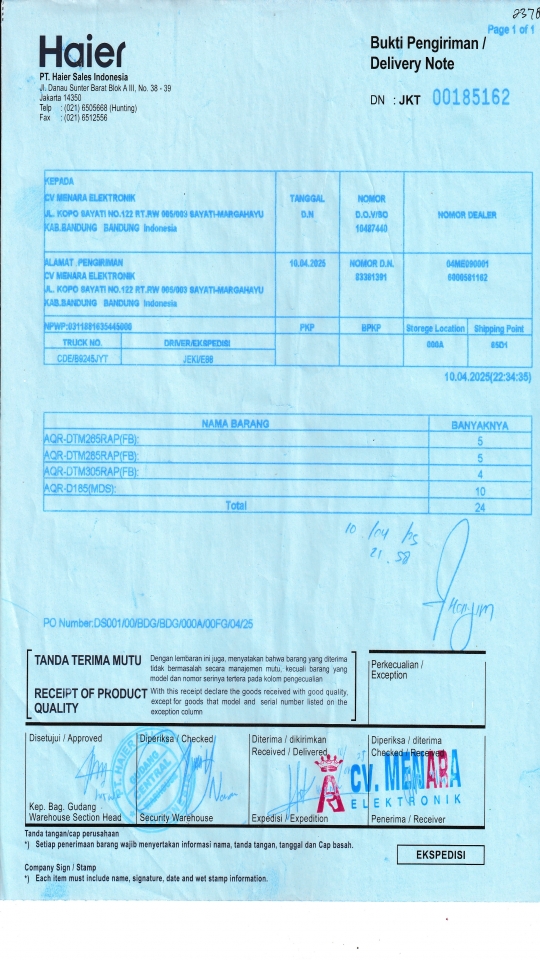 2378
Page 1 of 1
Haier
Bukti Pengiriman /
Delivery Note
PT. Haier Sales Indonesia
Jl. Danau Sunter Barat Blok A III, No. 38 - 39
Jakarta 14350
Telp : (021) 6505668 (Hunting)
Fax : (021) 6512556
DN : JKT 00185162
KEPADA
CV MENARA ELEKTRONIK
JL. KOPO SAYATI NO.122 RT.RW 005/003 SAYATI-MARGAHAYU
KAB.BANDUNG BANDUNG Indonesia
TANGGAL
D.N
NOMOR
D.O.V/SO
10487440
NOMOR DEALER
ALAMAT PENGIRIMAN
CV MENARA ELEKTRONIK
JL. KOPO SAYATI NO.122 RT.RW 005/003 SAYATI-MARGAHAYU
KAB.BANDUNG BANDUNG Indonesia
10.04.2025
NOMOR D.N.
83381391
04ME090001
6000581162
NPWP:0311881635445000
PKP
BPKP
Storage Location
Shipping Point
TRUCK NO.
DRIVER/EKSPEDISI
000A
85D1
CDE/B9245JYT
JEKI/E98
10.04.2025(22:34:35)
NAMA BARANG BANYAKNYA
AQR-DTM265RAP(FB): 5
AQR-DTM285RAP(FB): 5
AQR-DTM305RAP(FB): 4
AQR-D185(MDS): 10
Total 24
10 /04 /25
21 . 58
PO Number:DS001/00/BDG/BDG/000A/00FG/04/25
TANDA TERIMA MUTU
RECEIPT OF PRODUCT
QUALITY
Dengan lembaran ini juga, menyatakan bahwa barang yang diterima
tidak bermasalah secara manajemen mutu, kecuali barang yang
model dan nomor serinya tertera pada kolom pengecualian
With this receipt declare the goods received with good quality,
except for goods that model and serial number listed on the
exception column
Perkecualian /
Exception
Disetujui / Approved
Diperiksa / Checked
Diterima / dikirimkan
Received / Delivered
Diperiksa / diterima
Checked / Received
CV. MENARA
ELEKTRONIK
Kep. Bag. Gudang
Warehouse Section Head
Security Warehouse
Expedisi / Expedition
Penerima / Receiver
Tanda tangan/cap perusahaan
*) Setiap penerimaan barang wajib menyertakan informasi nama, tanda tangan, tanggal dan Cap basah.
EKSPEDISI
Company Sign / Stamp
*) Each item must include name, signature, date and wet stamp information.